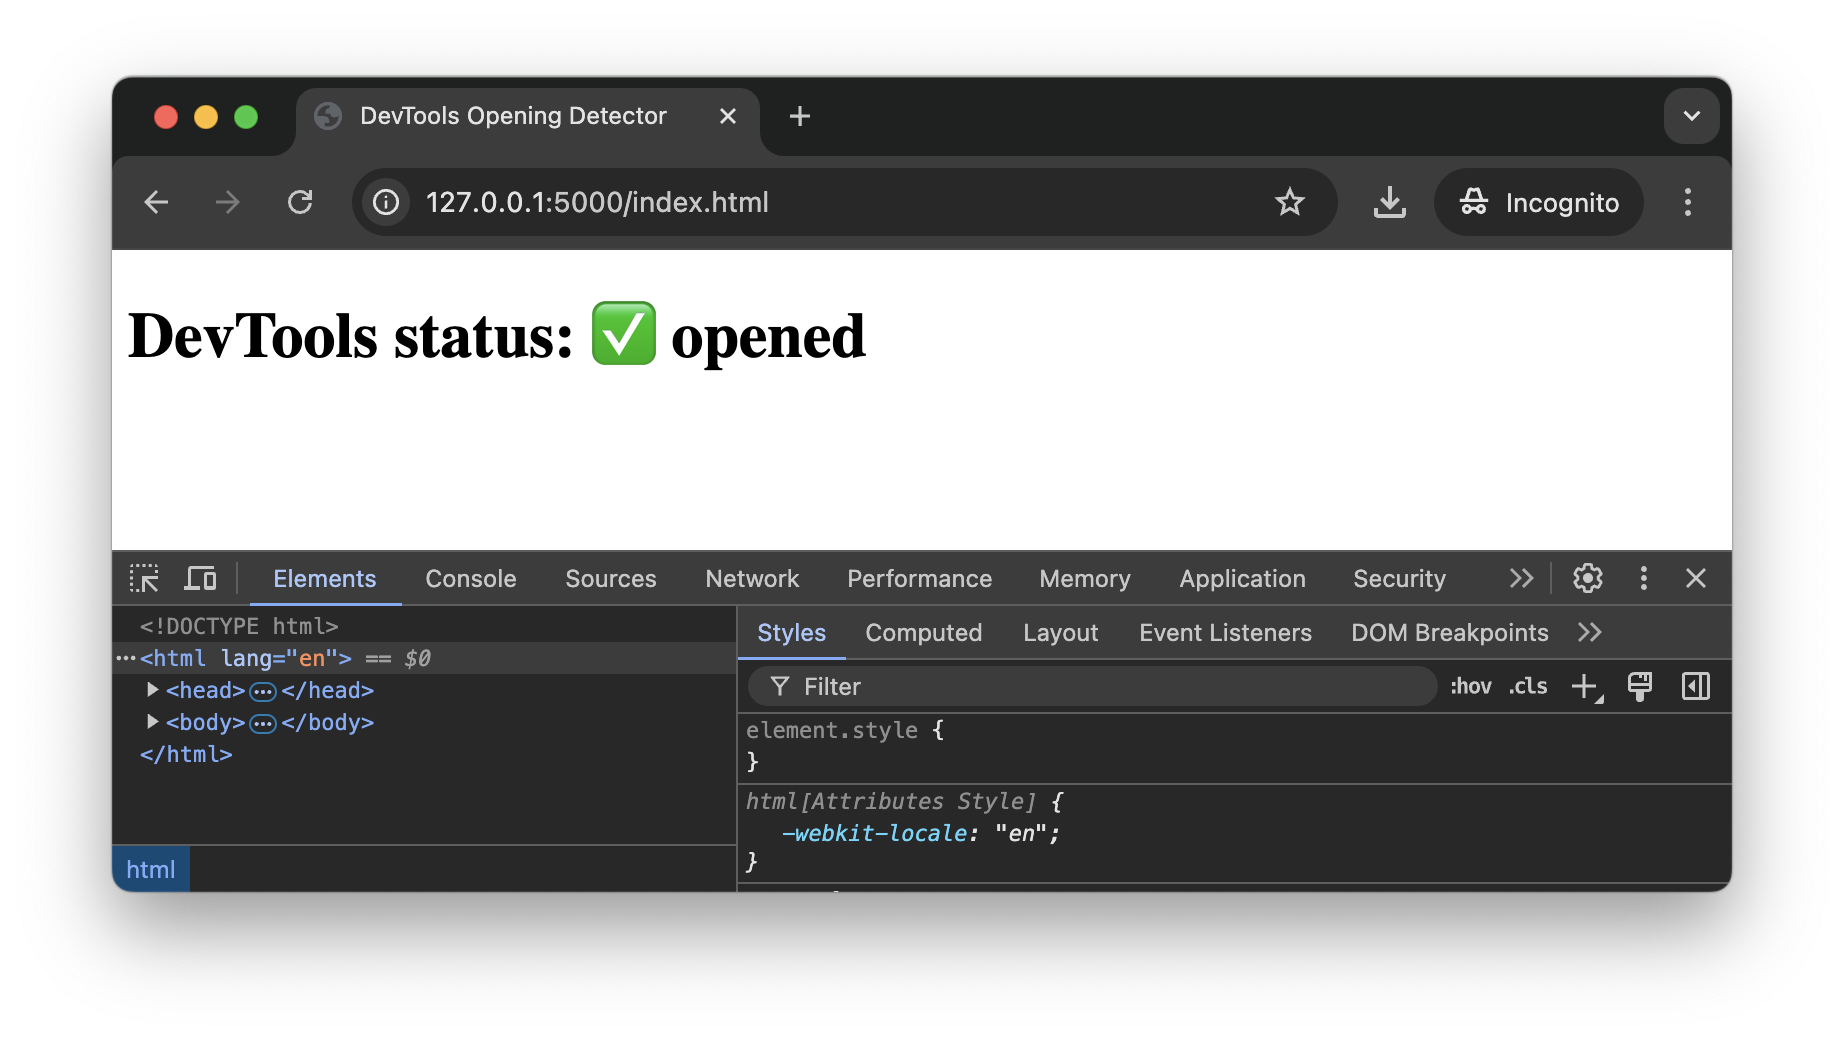 DevTools Opening Detector
127.0.0.1:5000/index.html
Incognito
DevTools status: ✅ opened
Elements Console Sources Network Performance Memory Application Security
<!DOCTYPE html>
<html lang="en"> == $0
<head>…</head>
<body>…</body>
</html>
html
Styles Computed Layout Event Listeners DOM Breakpoints
Filter :hov .cls
element.style {
}
html[Attributes Style] {
-webkit-locale: "en";
}